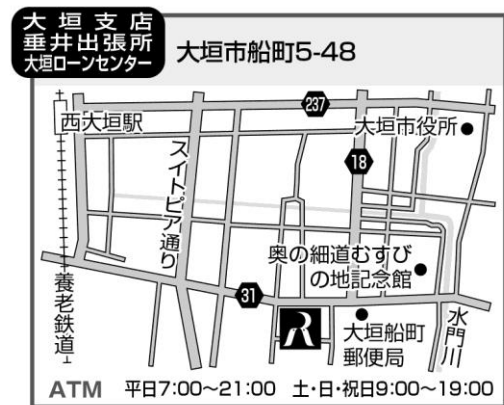 大垣支店
垂井出張所
大垣ローンセンター
大垣市船町5-48
237
西大垣駅
大垣市役所
18
スイトピア通り
奥の細道むすび
の地記念館
31
養老鉄道
R
大垣船町
郵便局
水門川
ATM 平日7:00〜21:00 土・日・祝日9:00〜19:00